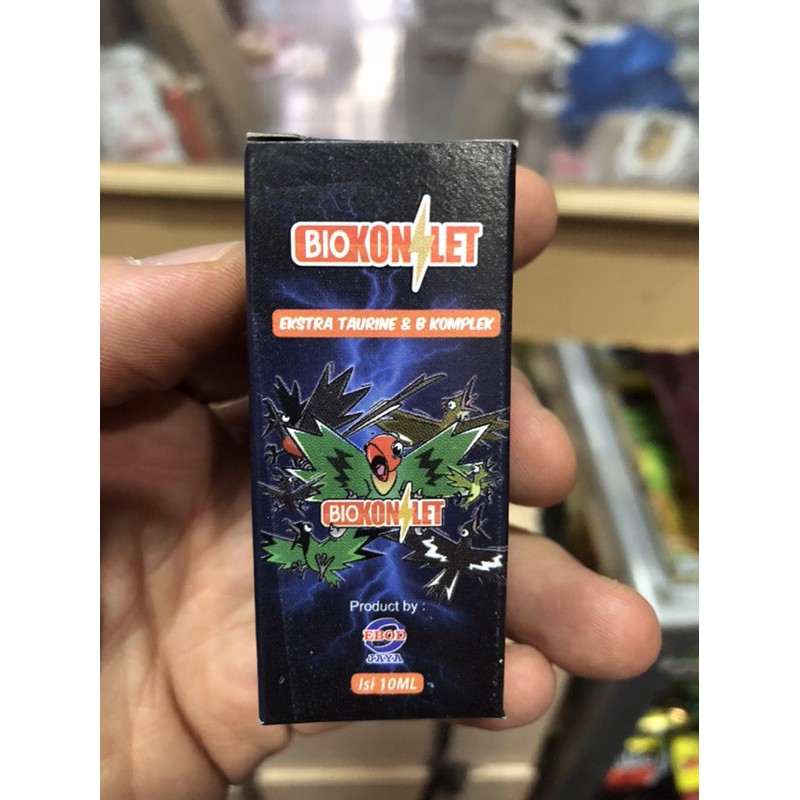 BIOKONSLET
EKSTRA TAURINE & B KOMPLEK
BIOKONSLET
Product by :
EBOD
JAYA
Isi 10ML